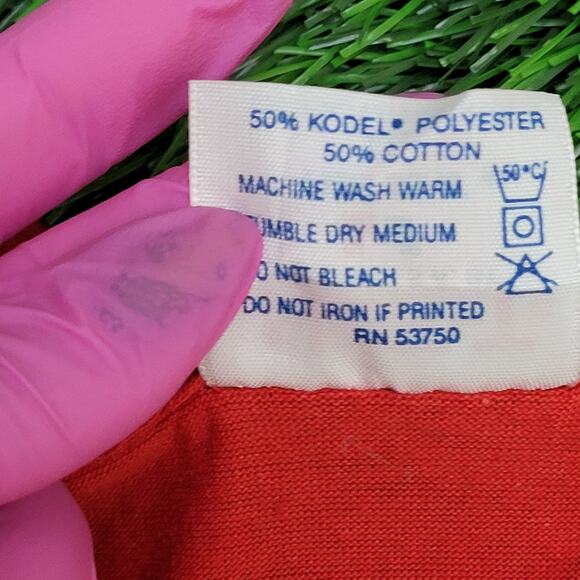 50% KODEL® POLYESTER
50% COTTON
MACHINE WASH WARM
50°C
UMBLE DRY MEDIUM
O NOT BLEACH
DO NOT IRON IF PRINTED
RN 53750